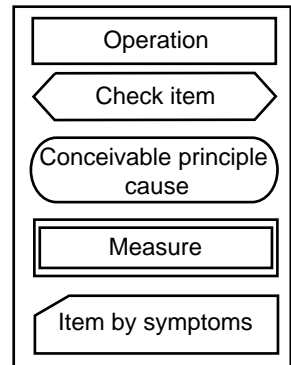 Operation
Check item
Conceivable principle
cause
Measure
Item by symptoms